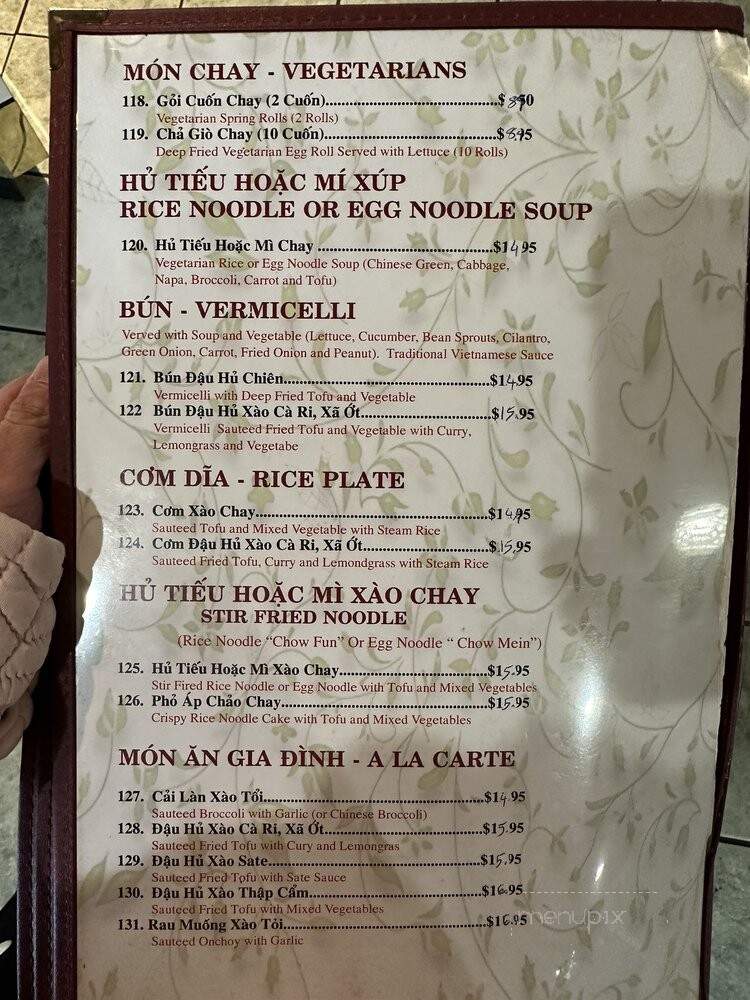 MÓN CHAY - VEGETARIANS
118. Gỏi Cuốn Chay (2 Cuốn)..........$
Vegetarian Spring Rolls (2 Rolls)
119. Chả Giò Chay (10 Cuốn)..........$8.95
Deep Fried Vegetarian Egg Roll Served with Lettuce (10 Rolls)
HỦ TIẾU HOẶC MÍ XÚP
RICE NOODLE OR EGG NOODLE SOUP
120. Hủ Tiếu Hoặc Mì Chay ..........$14.95
Vegetarian Rice or Egg Noodle Soup (Chinese Green, Cabbage,
Napa, Broccoli, Carrot and Tofu)
BÚN - VERMICELLI
Verved with Soup and Vegetable (Lettuce, Cucumber, Bean Sprouts, Cilantro,
Green Onion, Carrot, Fried Onion and Peanut). Traditional Vietnamese Sauce
121. Bún Đậu Hủ Chiên..........$14.95
Vermicelli with Deep Fried Tofu and Vegetable
122 Bún Đậu Hủ Xào Cà Ri, Xã Ớt..........$15.95
Vermicelli Sauteed Fried Tofu and Vegetable with Curry,
Lemongrass and Vegetabe
CƠM DĨA - RICE PLATE
123. Cơm Xào Chay..........$14.95
Sauteed Tofu and Mixed Vegetable with Steam Rice
124. Cơm Đậu Hủ Xào Cà Ri, Xã Ớt..........$15.95
Sauteed Fried Tofu, Curry and Lemondgrass with Steam Rice
HỦ TIẾU HOẶC MÌ XÀO CHAY
STIR FRIED NOODLE
(Rice Noodle “Chow Fun” Or Egg Noodle “ Chow Mein”)
125. Hủ Tiếu Hoặc Mì Xào Chay..........$15.95
Stir Fired Rice Noodle or Egg Noodle with Tofu and Mixed Vegetables
126. Phỏ Áp Chảo Chay..........$15.95
Crispy Rice Noodle Cake with Tofu and Mixed Vegetables
MÓN ĂN GIA ĐÌNH - A LA CARTE
127. Cải Làn Xào Tỏi..........$14.95
Sauteed Broccoli with Garlic (or Chinese Broccoli)
128. Đậu Hủ Xào Cà Ri, Xã Ớt..........$15.95
Sauteed Fried Tofu with Cury and Lemongras
129. Đậu Hủ Xào Sate..........$15.95
Sauteed Fried Tofu with Sate Sauce
130. Đậu Hủ Xào Thập Cẩm..........$16.95
Sauteed Fried Tofu with Mixed Vegetables
131. Rau Muống Xào Tỏi..........$16.95
Sauteed Onchoy with Garlic
menupix